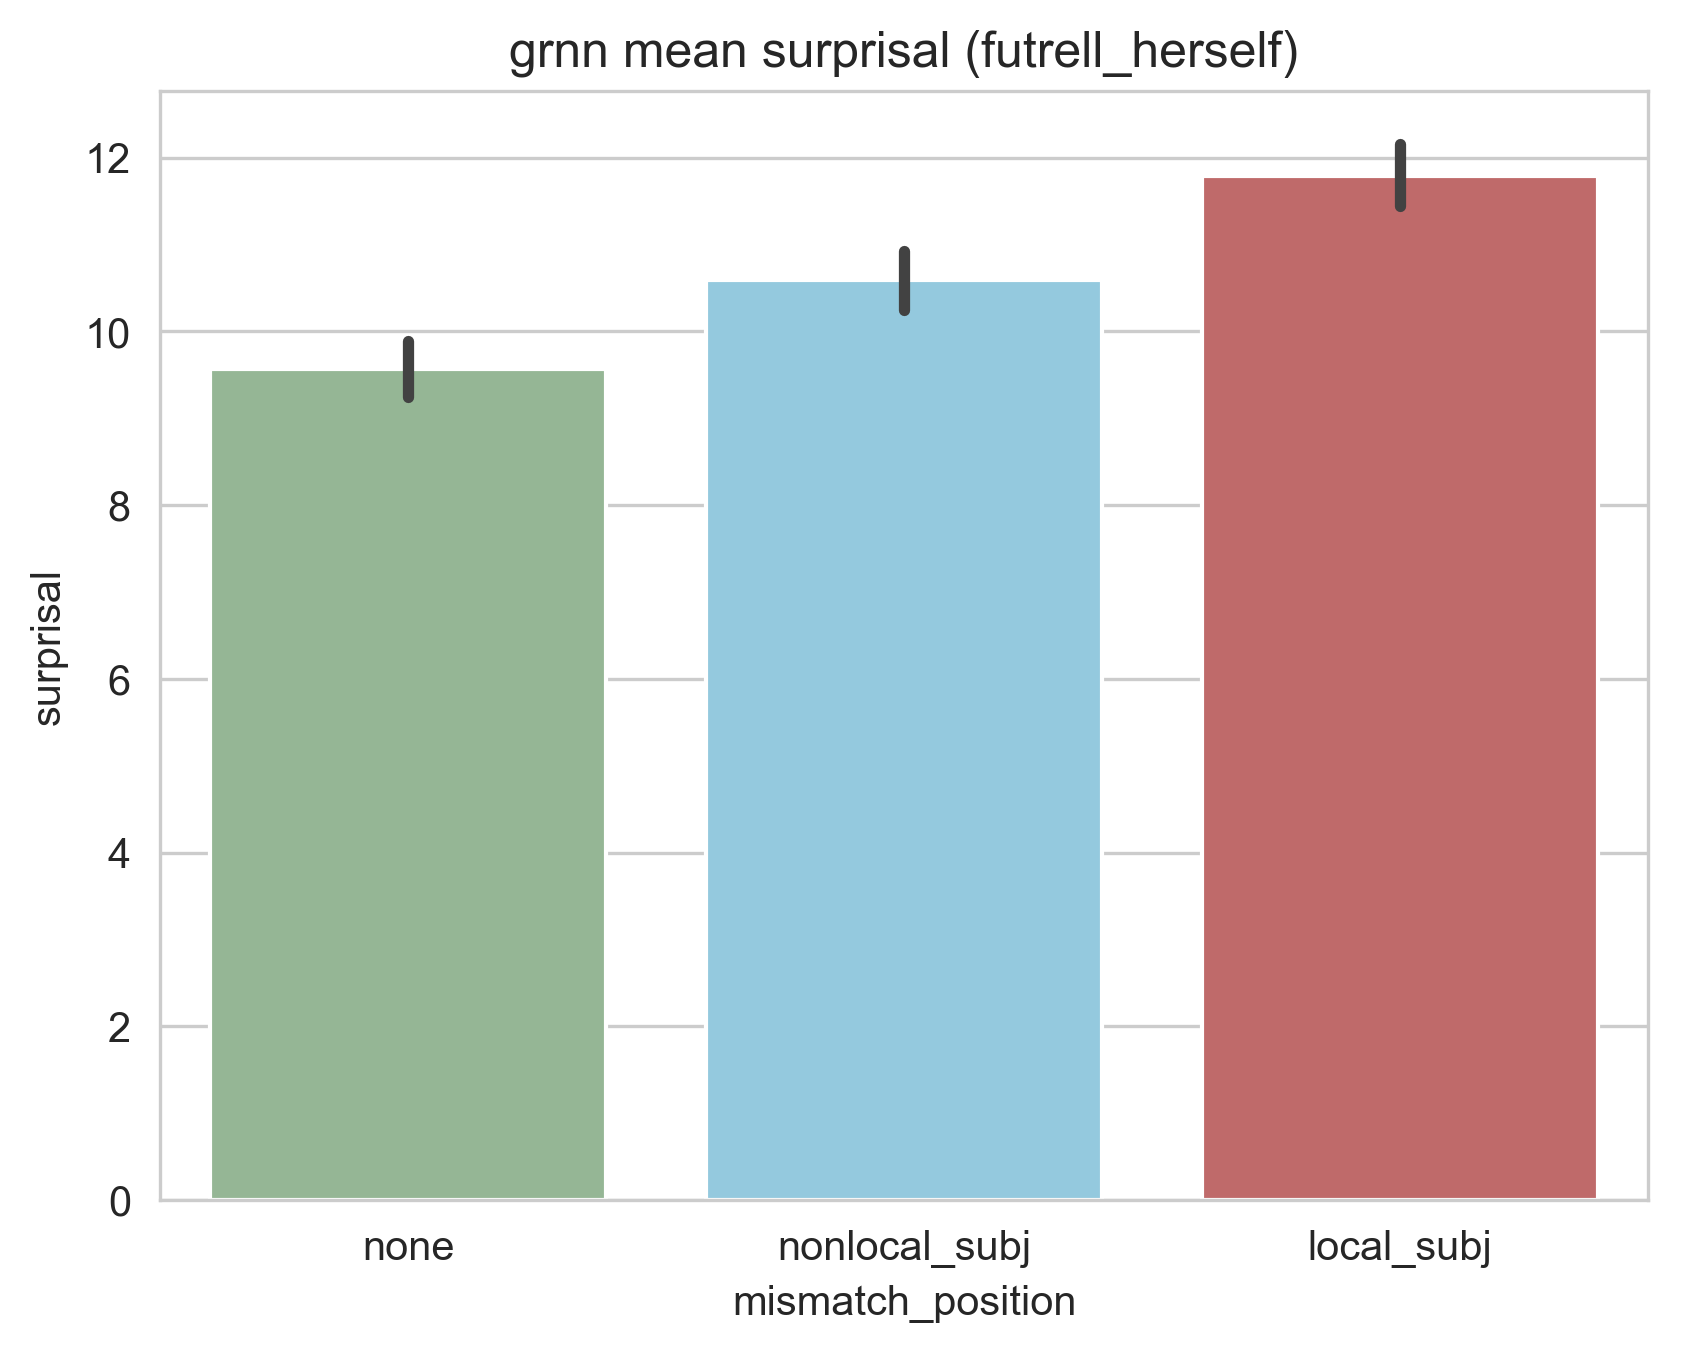 grnn mean surprisal (futrell_herself)
12
10
8
6
4
2
0
surprisal
none
nonlocal_subj
local_subj
mismatch_position